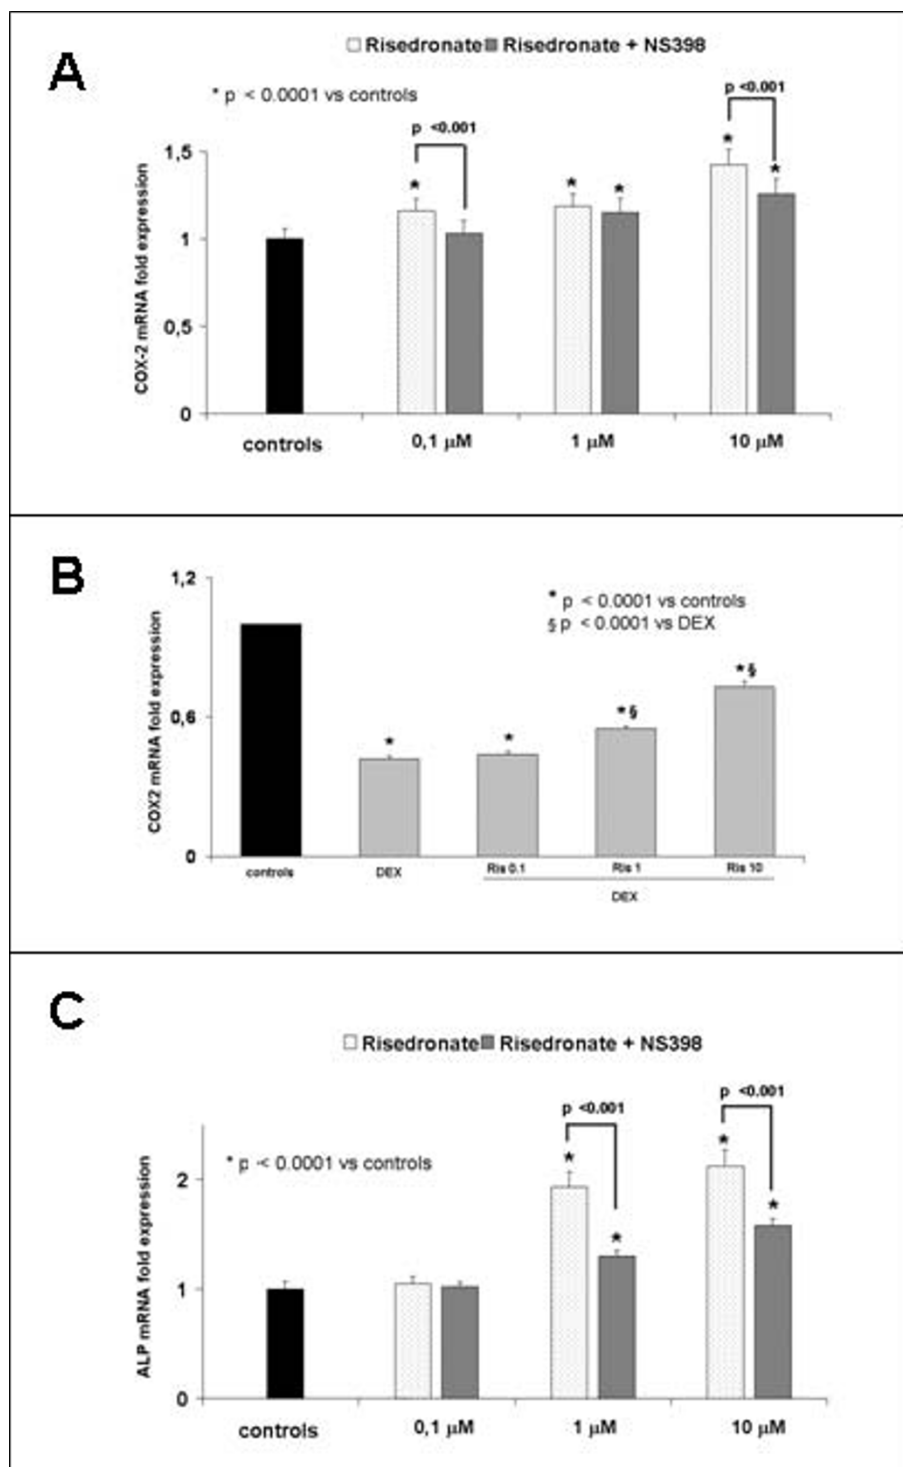 A
Risedronate Risedronate + NS398
* p < 0.0001 vs controls
p <0.001
p <0.001
* * * * *
COX-2 mRNA fold expression
1,5
1
0,5
0
controls 0,1 µM 1 µM 10 µM
B
* p < 0.0001 vs controls
§ p < 0.0001 vs DEX
COX2 mRNA fold expression
1,2
0,6
0
* * *§ *§
controls DEX Ris 0.1 Ris 1 Ris 10
DEX
C
Risedronate Risedronate + NS398
* p < 0.0001 vs controls
p <0.001
p <0.001
* * * *
ALP mRNA fold expression
2
1
0
controls 0,1 µM 1 µM 10 µM